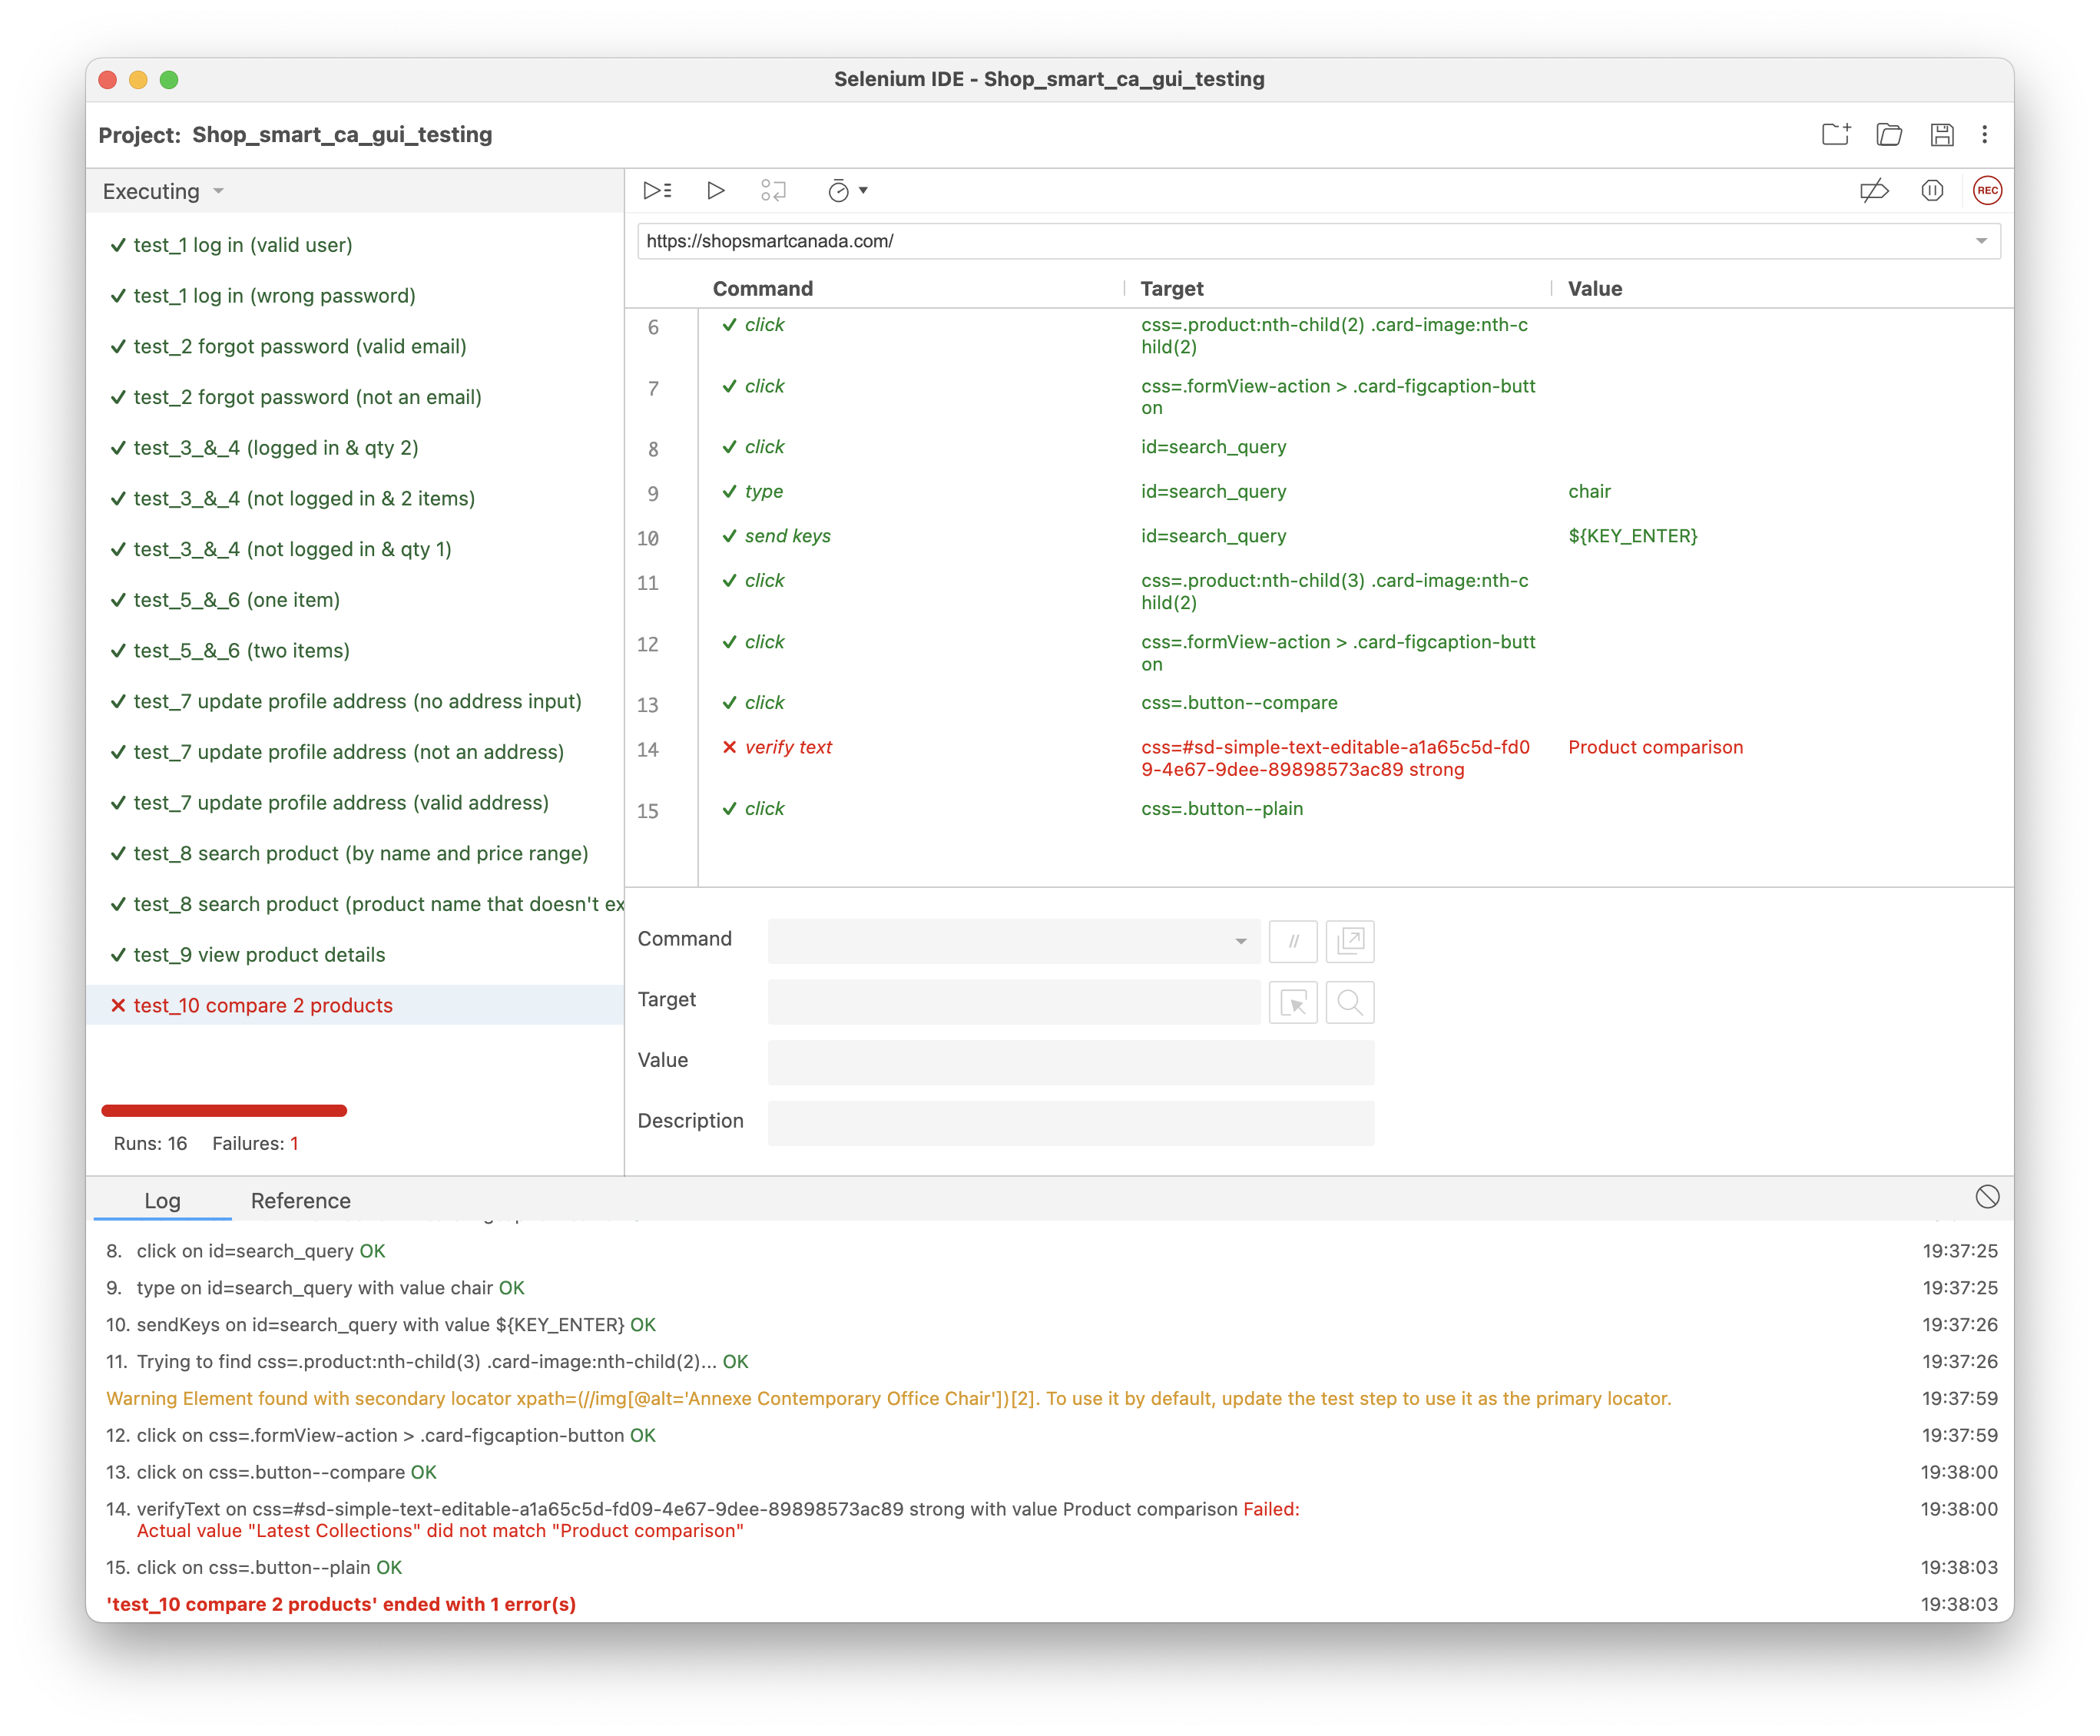 Selenium IDE - Shop_smart_ca_gui_testing
Project: Shop_smart_ca_gui_testing
Executing
✓ test_1 log in (valid user)
✓ test_1 log in (wrong password)
✓ test_2 forgot password (valid email)
✓ test_2 forgot password (not an email)
✓ test_3_&_4 (logged in & qty 2)
✓ test_3_&_4 (not logged in & 2 items)
✓ test_3_&_4 (not logged in & qty 1)
✓ test_5_&_6 (one item)
✓ test_5_&_6 (two items)
✓ test_7 update profile address (no address input)
✓ test_7 update profile address (not an address)
✓ test_7 update profile address (valid address)
✓ test_8 search product (by name and price range)
✓ test_8 search product (product name that doesn't ex
✓ test_9 view product details
✕ test_10 compare 2 products
Runs: 16 Failures: 1
REC
https://shopsmartcanada.com/
Command Target Value
6 ✓ click css=.product:nth-child(2) .card-image:nth-c
hild(2)
7 ✓ click css=.formView-action > .card-figcaption-butt
on
8 ✓ click id=search_query
9 ✓ type id=search_query chair
10 ✓ send keys id=search_query ${KEY_ENTER}
11 ✓ click css=.product:nth-child(3) .card-image:nth-c
hild(2)
12 ✓ click css=.formView-action > .card-figcaption-butt
on
13 ✓ click css=.button--compare
14 ✕ verify text css=#sd-simple-text-editable-a1a65c5d-fd0 Product comparison
9-4e67-9dee-89898573ac89 strong
15 ✓ click css=.button--plain
Command //
Target
Value
Description
Log Reference
8. click on id=search_query OK 19:37:25
9. type on id=search_query with value chair OK 19:37:25
10. sendKeys on id=search_query with value ${KEY_ENTER} OK 19:37:26
11. Trying to find css=.product:nth-child(3) .card-image:nth-child(2)... OK 19:37:26
Warning Element found with secondary locator xpath=(//img[@alt='Annexe Contemporary Office Chair'])[2]. To use it by default, update the test step to use it as the primary locator. 19:37:59
12. click on css=.formView-action > .card-figcaption-button OK 19:37:59
13. click on css=.button--compare OK 19:38:00
14. verifyText on css=#sd-simple-text-editable-a1a65c5d-fd09-4e67-9dee-89898573ac89 strong with value Product comparison Failed: 19:38:00
Actual value "Latest Collections" did not match "Product comparison"
15. click on css=.button--plain OK 19:38:03
'test_10 compare 2 products' ended with 1 error(s) 19:38:03